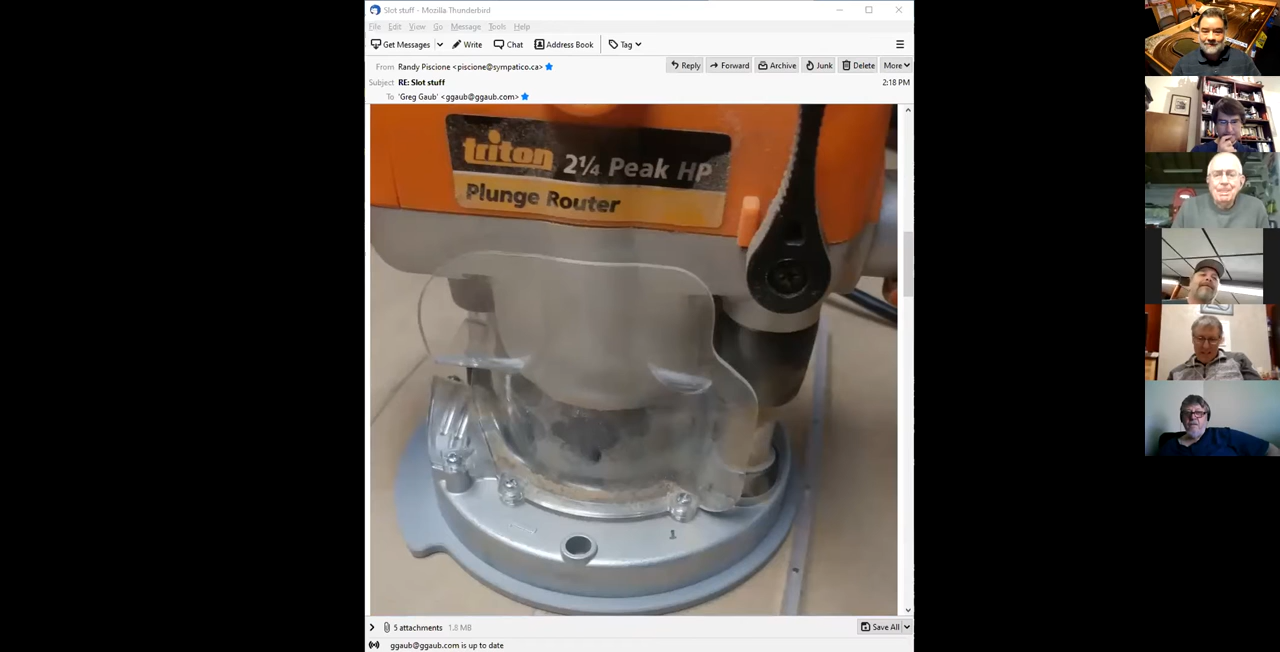 Slot stuff - Mozilla Thunderbird
File Edit View Go Message Tools Help
Get Messages Write Chat Address Book Tag
From Randy Piscione <piscione@sympatico.ca> Reply Forward Archive Junk Delete More
Subject RE: Slot stuff 2:18 PM
To 'Greg Gaub' <ggaub@ggaub.com>
triton 2¼ Peak HP
Plunge Router
5 attachments 1.8 MB Save All
ggaub@ggaub.com is up to date